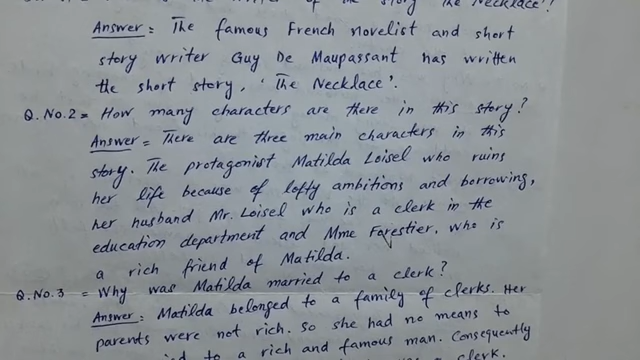 of the story 'The Necklace'?
Answer = The famous French novelist and short
story writer Guy De Maupassant has written
the short story, 'The Necklace'.
Q.No.2 = How many characters are there in this story?
Answer = There are three main characters in this
story. The protagonist Matilda Loisel who ruins
her life because of lofty ambitions and borrowing,
her husband Mr. Loisel who is a clerk in the
education department and Mme Forestier, who is
a rich friend of Matilda.
Q.No.3 = Why was Matilda married to a clerk?
Answer: Matilda belonged to a family of clerks. Her
parents were not rich. So she had no means to
to a rich and famous man. Consequently
a clerk.